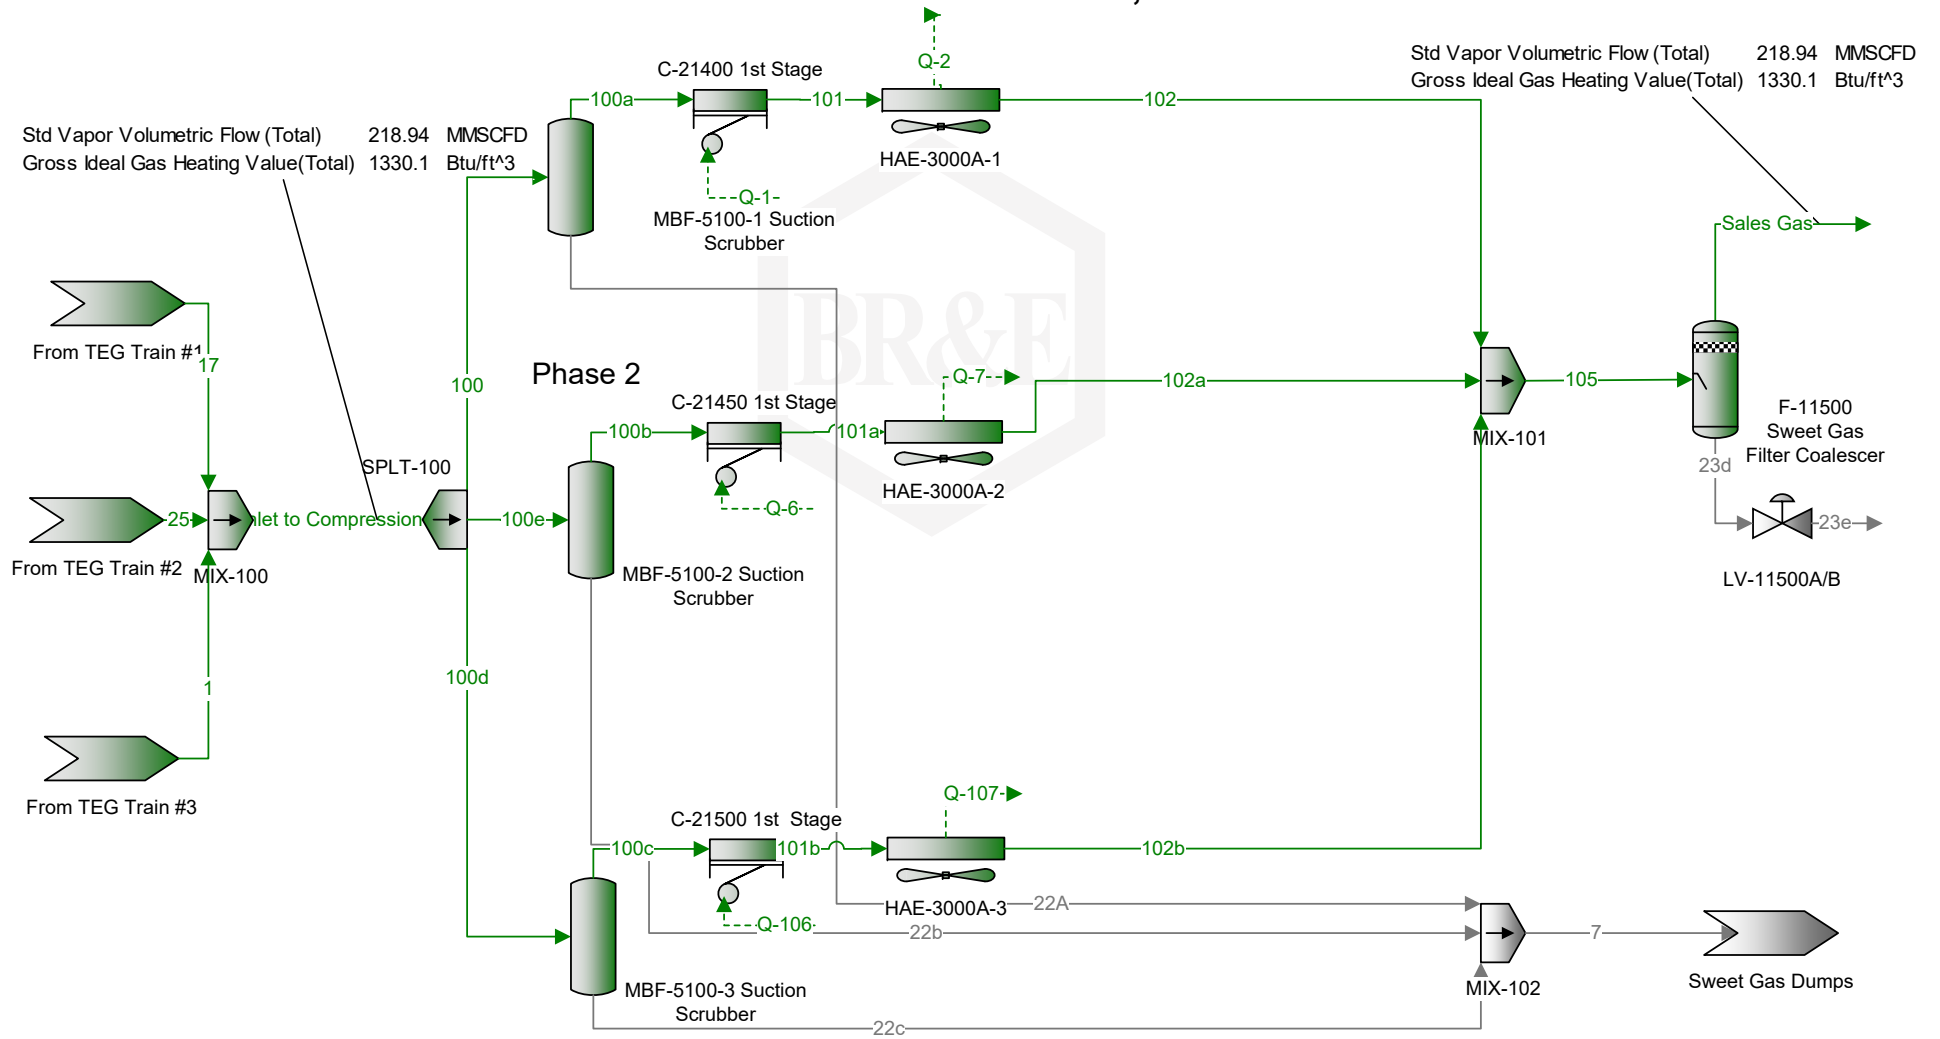 Std Vapor Volumetric Flow (Total) 218.94 MMSCFD
Gross Ideal Gas Heating Value(Total) 1330.1 Btu/ft^3
Std Vapor Volumetric Flow (Total) 218.94 MMSCFD
Gross Ideal Gas Heating Value(Total) 1330.1 Btu/ft^3
Q-2
C-21400 1st Stage
100a
101
102
HAE-3000A-1
Q-1
MBF-5100-1 Suction
Scrubber
Sales Gas
BR&E
From TEG Train #1
17
100
Phase 2
Q-7
102a
105
C-21450 1st Stage
100b
101a
MIX-101
F-11500
Sweet Gas
Filter Coalescer
23d
SPLT-100
HAE-3000A-2
Q-6
25
nlet to Compression
100e
23e
From TEG Train #2
MIX-100
MBF-5100-2 Suction
Scrubber
LV-11500A/B
100d
1
From TEG Train #3
Q-107
C-21500 1st  Stage
100c
101b
102b
HAE-3000A-3
22A
Q-106
22b
7
MBF-5100-3 Suction
Scrubber
MIX-102
Sweet Gas Dumps
22c